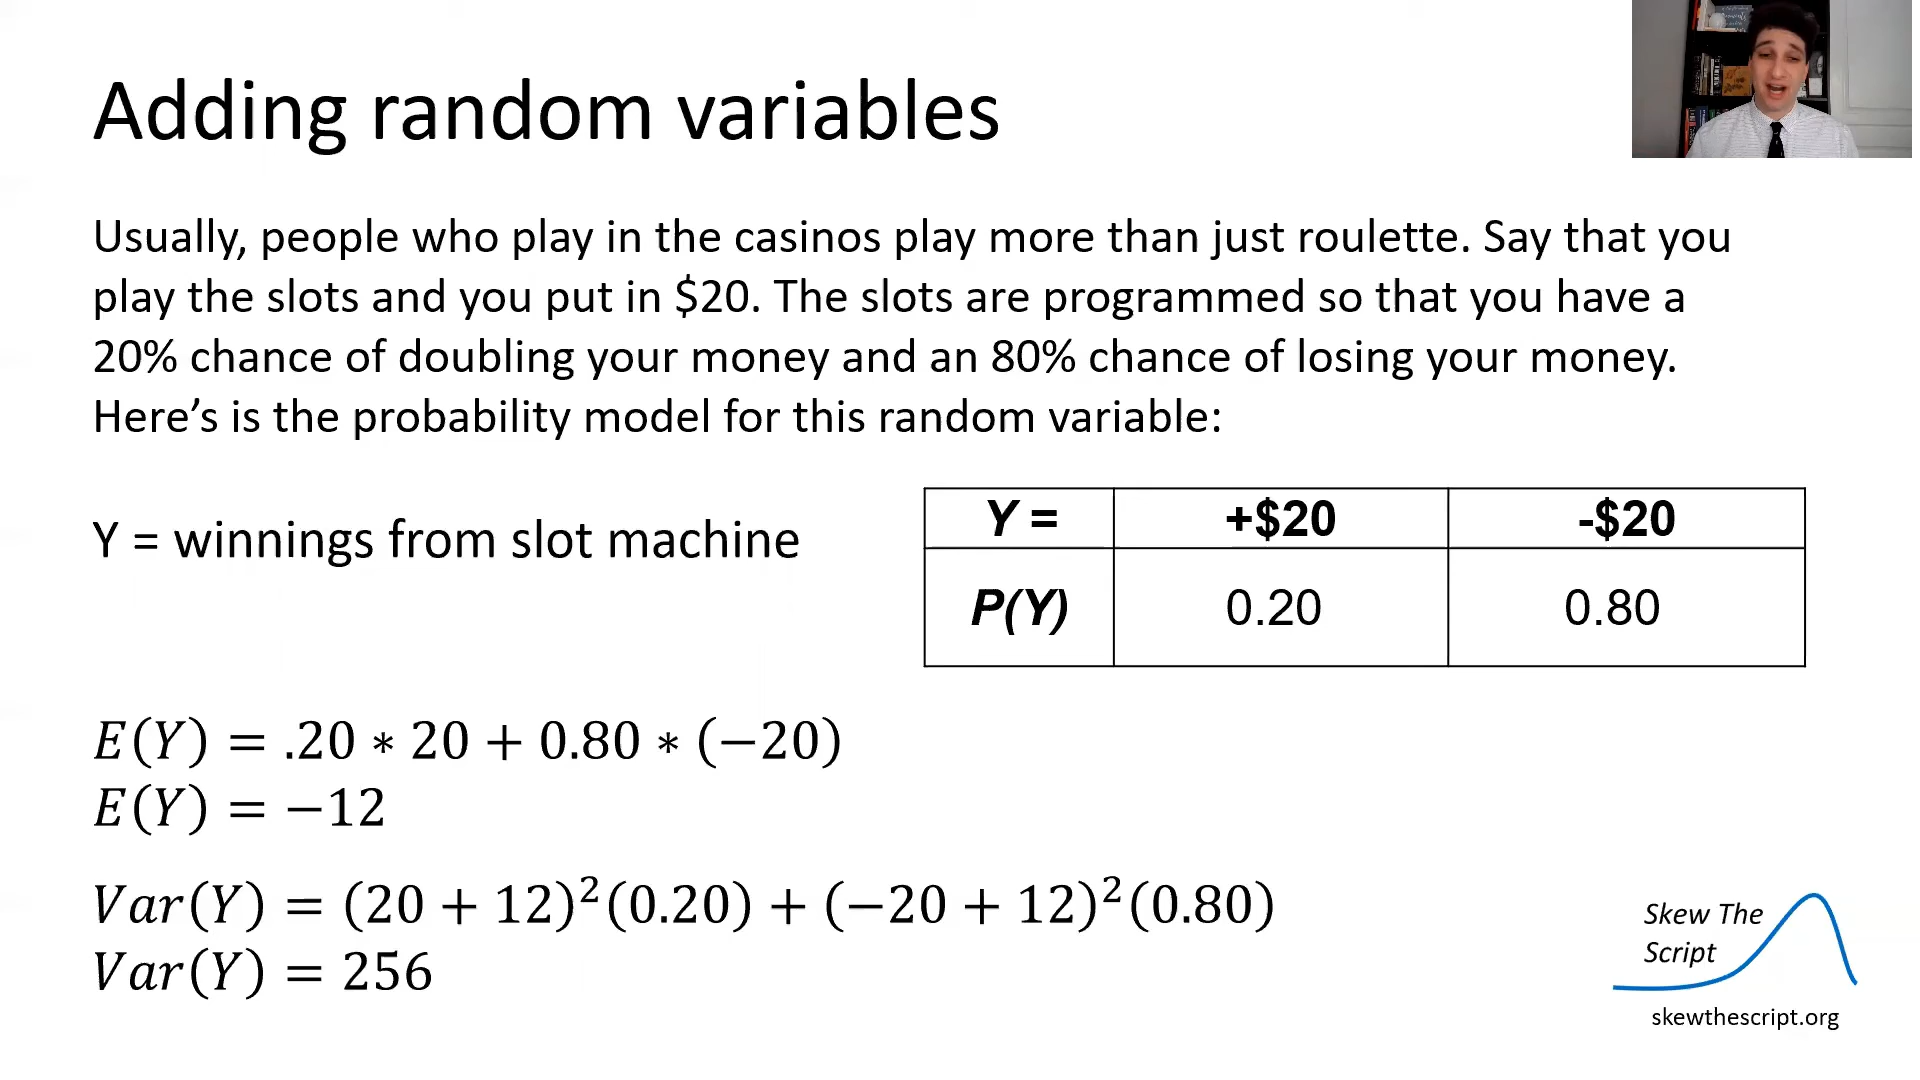 Adding random variables
Usually, people who play in the casinos play more than just roulette. Say that you
play the slots and you put in $20. The slots are programmed so that you have a
20% chance of doubling your money and an 80% chance of losing your money.
Here’s is the probability model for this random variable:
Y = winnings from slot machine
Y = +$20 -$20
P(Y) 0.20 0.80
E(Y) = .20 ∗ 20 + 0.80 ∗ (−20)
E(Y) = −12
Var(Y) = (20 + 12)²(0.20) + (−20 + 12)²(0.80)
Var(Y) = 256
Skew The
Script
skewthescript.org